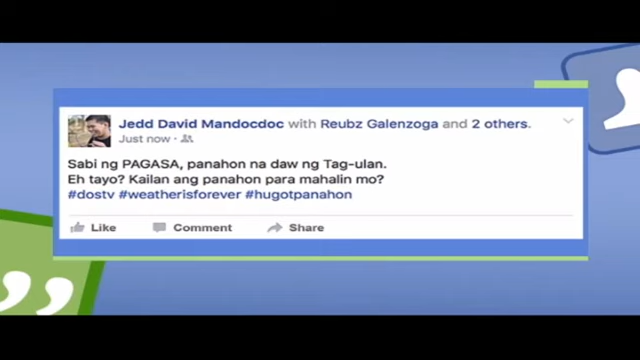 Jedd David Mandocdoc with Reubz Galenzoga and 2 others.
Just now ·
Sabi ng PAGASA, panahon na daw ng Tag-ulan.
Eh tayo? Kailan ang panahon para mahalin mo?
#dostv #weatherisforever #hugotpanahon
Like Comment Share